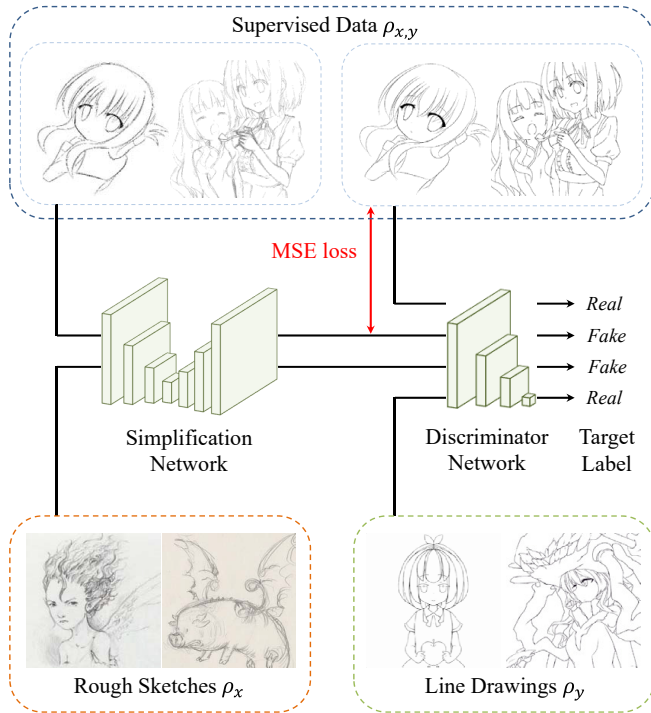 Supervised Data ρx,y
MSE loss
Real
Fake
Fake
Real
Simplification
Network
Discriminator
Network
Target
Label
Rough Sketches ρx
Line Drawings ρy